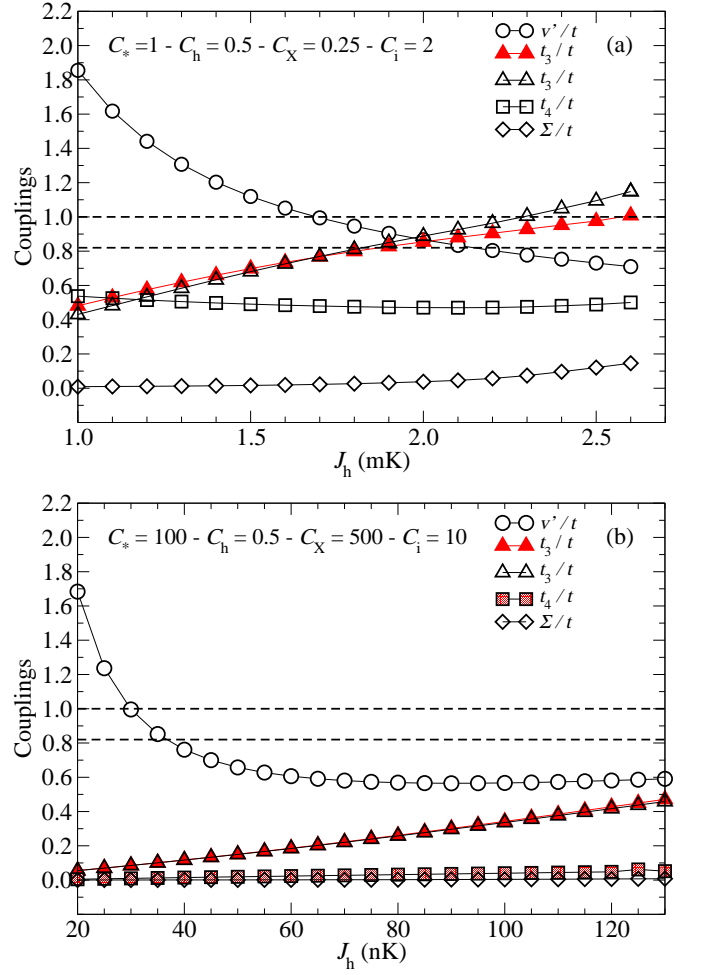 C* =1 - Ch = 0.5 - CX = 0.25 - Ci = 2
(a)
v'/t
t3/t
t3/t
t4/t
Σ/t
2.2
2.0
1.8
1.6
1.4
1.2
1.0
0.8
0.6
0.4
0.2
0.0
Couplings
1.0 1.5 2.0 2.5
Jh (mK)
C* = 100 - Ch = 0.5 - CX = 500 - Ci = 10
(b)
v'/t
t3/t
t3/t
t4/t
Σ/t
2.2
2.0
1.8
1.6
1.4
1.2
1.0
0.8
0.6
0.4
0.2
0.0
Couplings
20 40 60 80 100 120
Jh (nK)